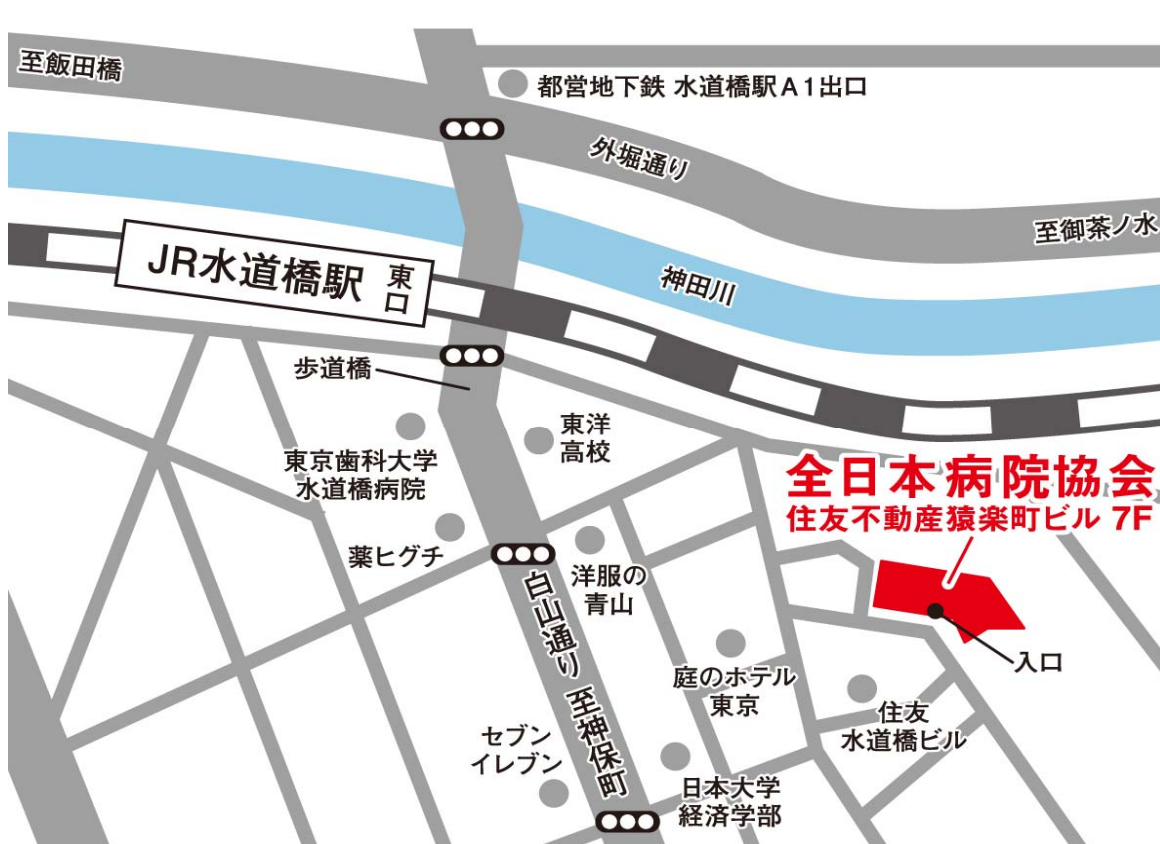 至飯田橋
都営地下鉄 水道橋駅A1出口
外堀通り
至御茶ノ水
JR水道橋駅 東口
神田川
歩道橋
東洋
高校
東京歯科大学
水道橋病院
全日本病院協会
住友不動産猿楽町ビル 7F
薬ヒグチ
洋服の
青山
白山通り 至神保町
入口
庭のホテル
東京
住友
水道橋ビル
セブン
イレブン
日本大学
経済学部